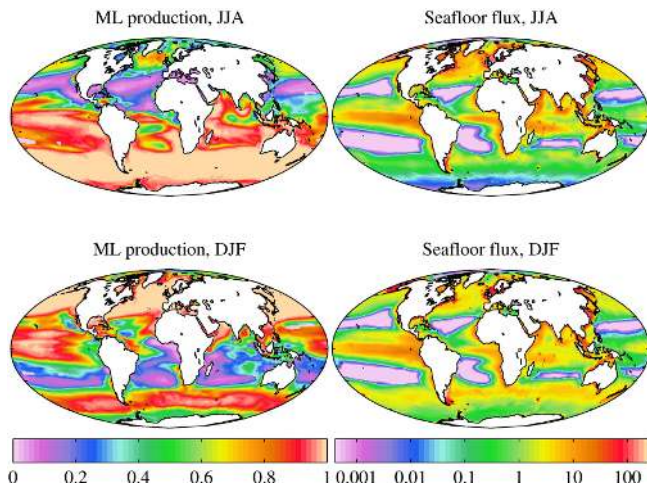 ML production, JJA
Seafloor flux, JJA
ML production, DJF
Seafloor flux, DJF
0 0.2 0.4 0.6 0.8 1
0.001 0.01 0.1 1 10 100